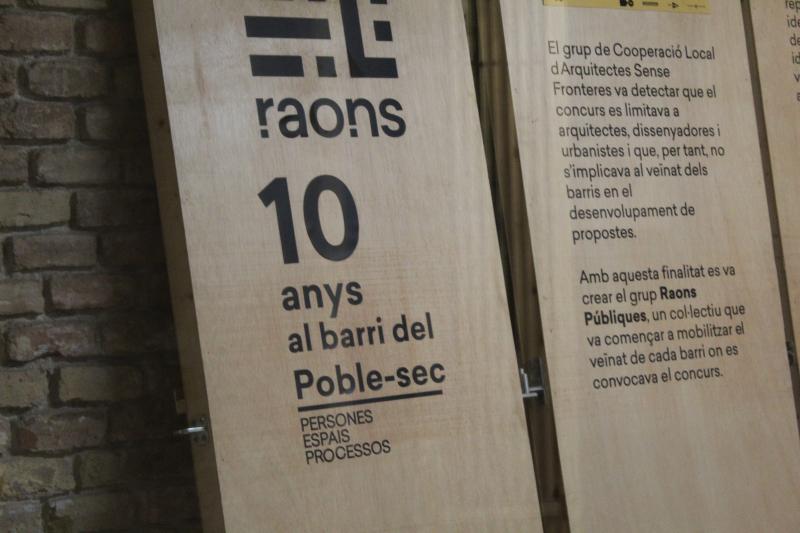 raons
10
anys
al barri del
Poble-sec
PERSONES
ESPAIS
PROCESSOS
El grup de Cooperació Local
d'Arquitectes Sense
Fronteres va detectar que el
concurs es limitava a
arquitectes, dissenyadors i
urbanistes i que, per tant, no
s'implicava al veïnat dels
barris en el
desenvolupament de
propostes.
Amb aquesta finalitat es va
crear el grup Raons
Públiques, un col·lectiu que
va començar a mobilitzar el
veïnat de cada barri on es
convocava el concurs.